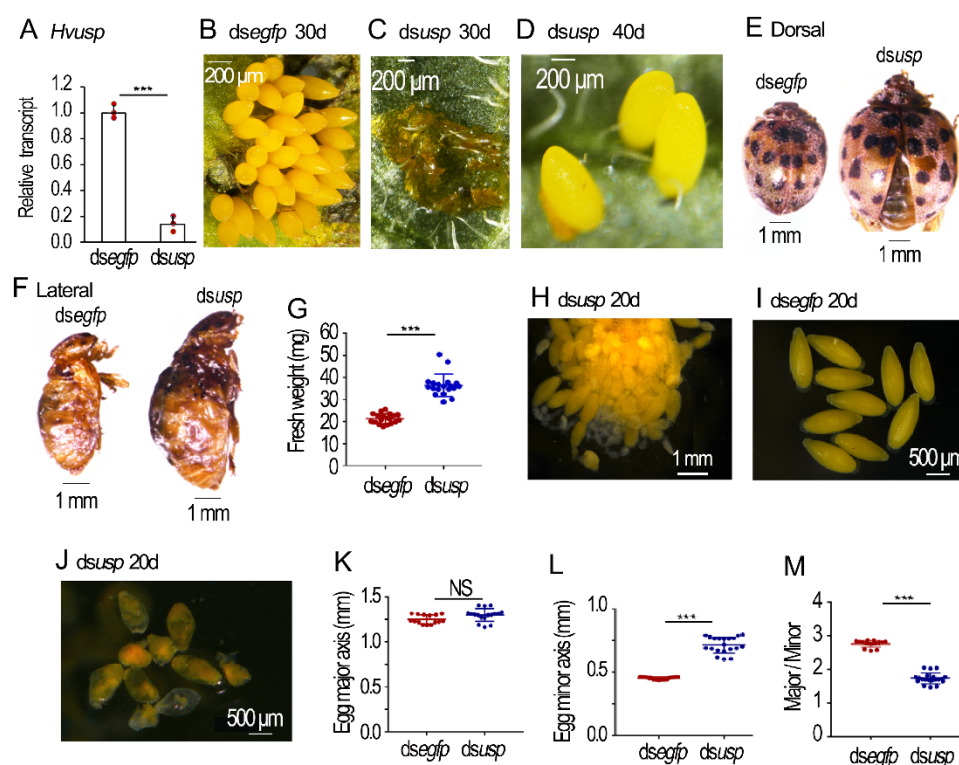 A Hvusp
Relative transcript
1.2
1.0
0.8
0.6
0.4
0.2
0.0
***
dsegfp dsusp
B dsegfp 30d
200 µm
C dsusp 30d
200 µm
D dsusp 40d
200 µm
E Dorsal
dsegfp
dsusp
1 mm
1 mm
F Lateral
dsegfp
dsusp
1 mm
1 mm
G
Fresh weight (mg)
60
50
40
30
20
10
0
***
dsegfp dsusp
H dsusp 20d
1 mm
I dsegfp 20d
500 µm
J dsusp 20d
500 µm
K
Egg major axis (mm)
1.5
1.0
0.5
0.0
NS
dsegfp dsusp
L
Egg minor axis (mm)
1.0
0.5
0.0
***
dsegfp dsusp
M
Major / Minor
4
3
2
1
0
***
dsegfp dsusp